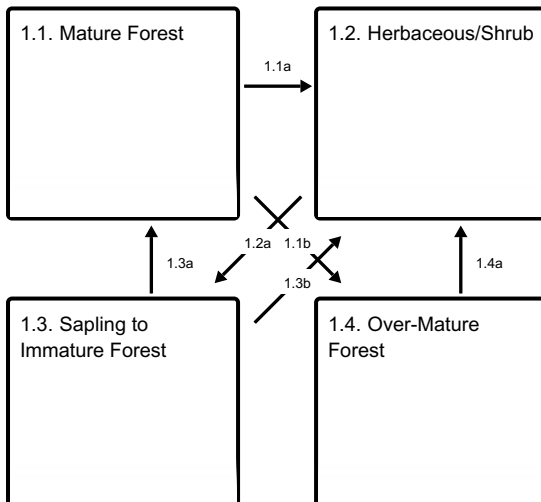 1.1. Mature Forest
1.2. Herbaceous/Shrub
1.1a
1.2a
1.1b
1.3a
1.4a
1.3b
1.3. Sapling to
Immature Forest
1.4. Over-Mature
Forest